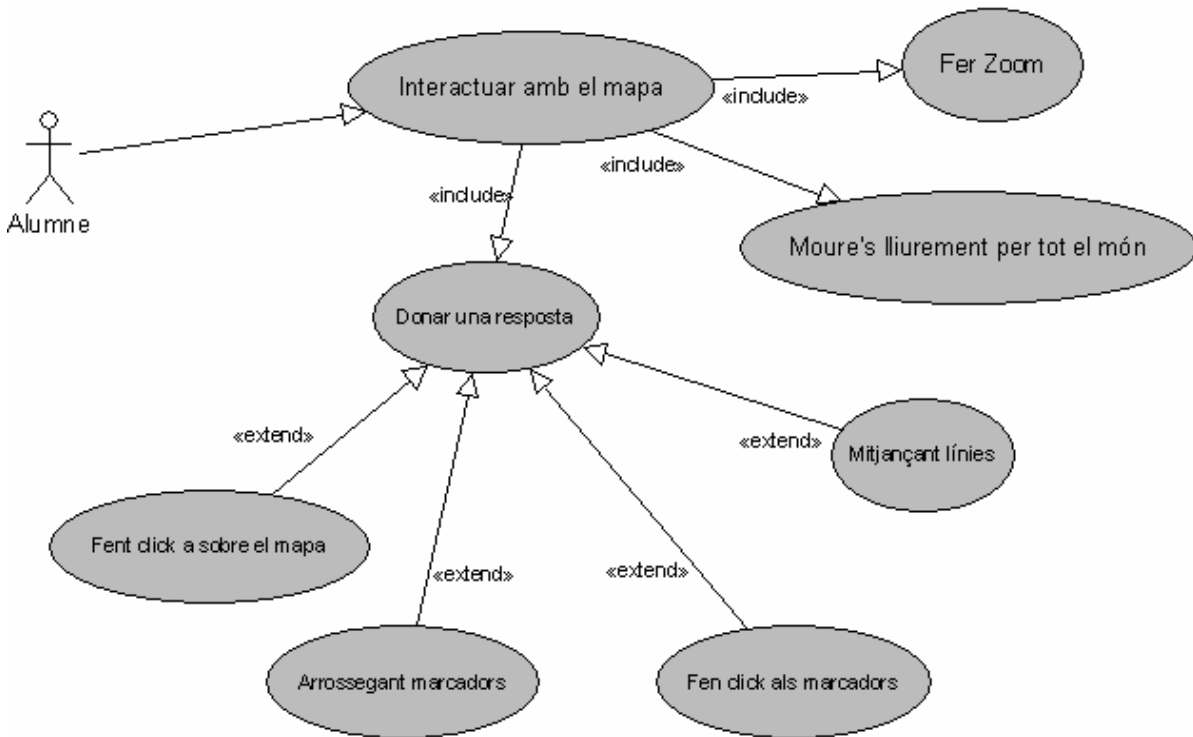 Fer Zoom
Interactuar amb el mapa
«include»
Alumne
«include»
«include»
Moure's lliurement per tot el món
Donar una resposta
«extend»
«extend»
Mitjançant línies
Fent click a sobre el mapa
«extend»
«extend»
Arrossegant marcadors
Fen click als marcadors